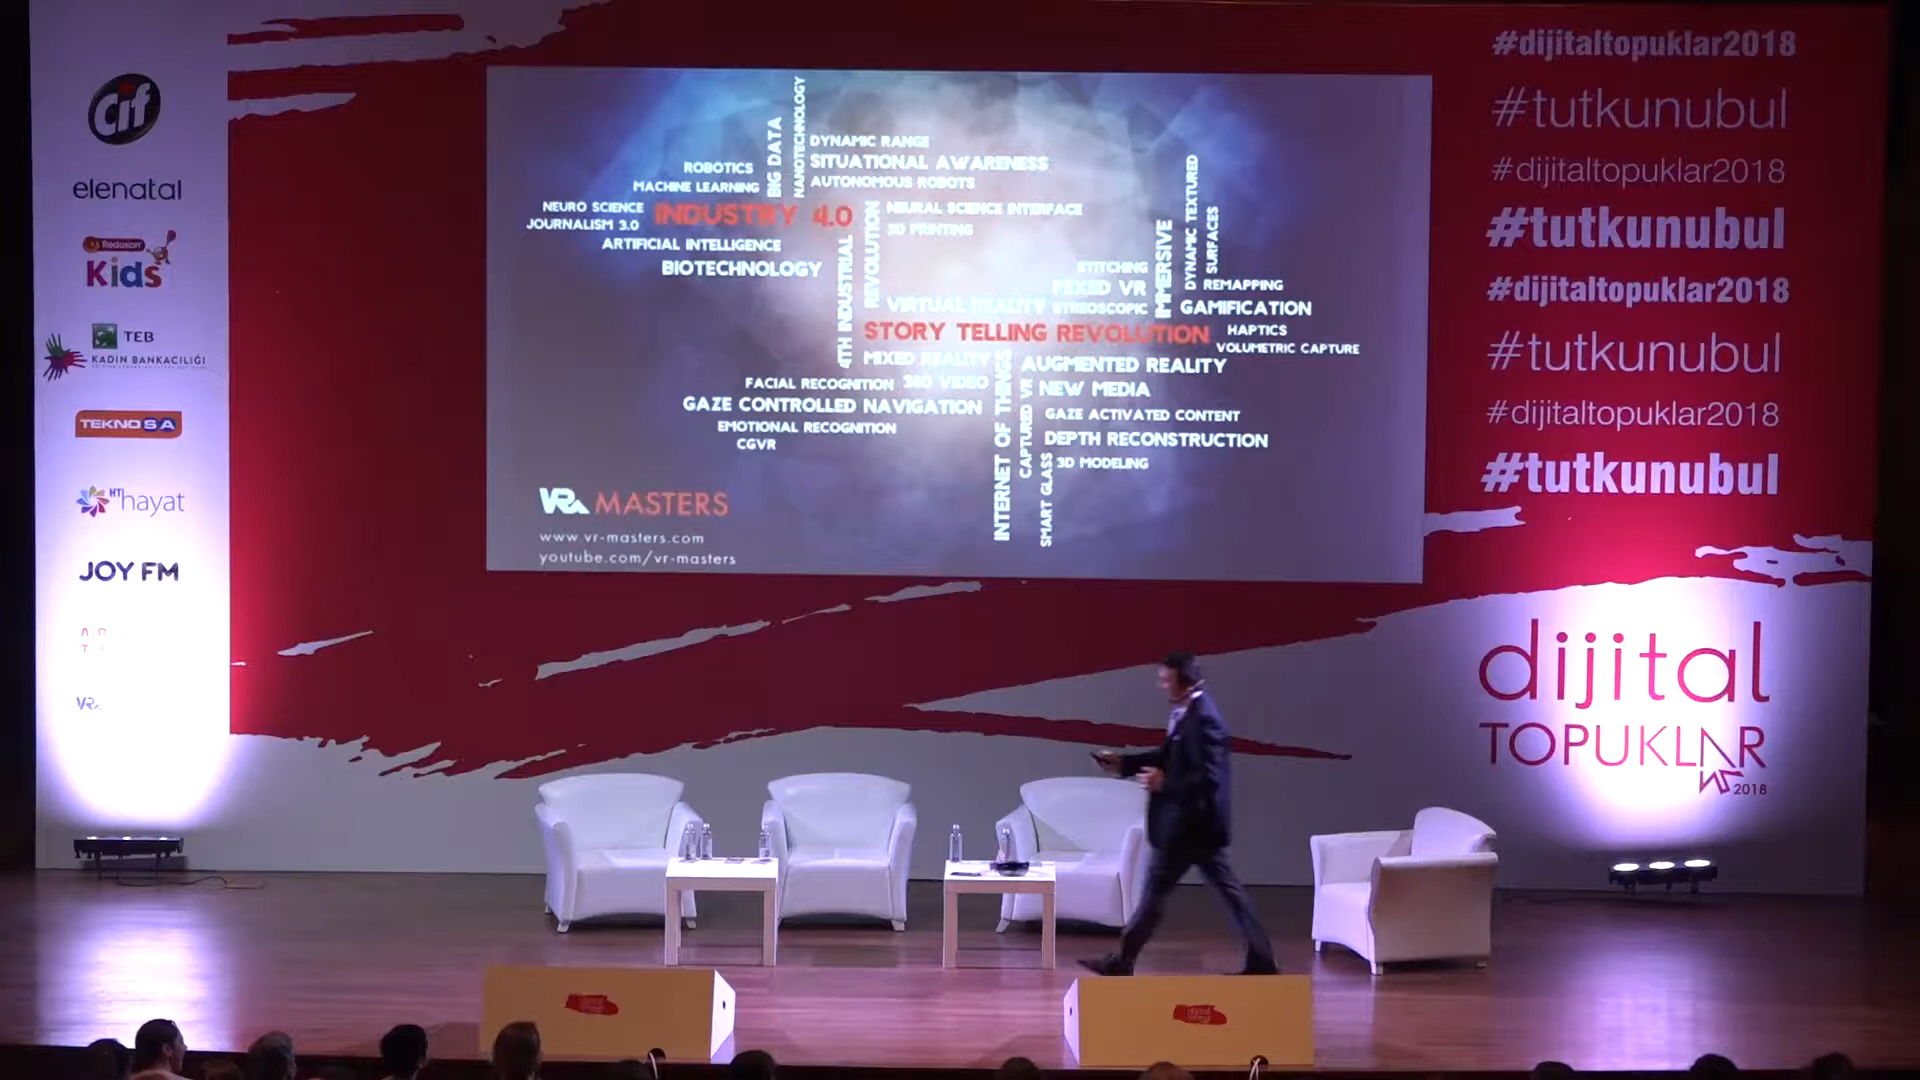 Cif
elenatal
Redoxon
Kids
TEB
KADIN BANKACILIĞI
TEKNOSA
HT hayat
JOY FM
VR
BIG DATA
NANOTECHNOLOGY
DYNAMIC RANGE
ROBOTICS
SITUATIONAL AWARENESS
MACHINE LEARNING
AUTONOMOUS ROBOTS
NEURO SCIENCE
INDUSTRY 4.0
NEURAL SCIENCE INTERFACE
JOURNALISM 3.0
3D PRINTING
ARTIFICIAL INTELLIGENCE
BIOTECHNOLOGY
4TH INDUSTRIAL
REVOLUTION
STITCHING
MIXED VR
IMMERSIVE
DYNAMIC TEXTURED
SURFACES
REMAPPING
VIRTUAL REALITY
STREOSCOPIC
GAMIFICATION
STORY TELLING REVOLUTION
HAPTICS
VOLUMETRIC CAPTURE
MIXED REALITY
AUGMENTED REALITY
FACIAL RECOGNITION
360 VIDEO
NEW MEDIA
GAZE CONTROLLED NAVIGATION
GAZE ACTIVATED CONTENT
EMOTIONAL RECOGNITION
CGVR
INTERNET OF THINGS
CAPTURED VR
SMART GLASS
DEPTH RECONSTRUCTION
3D MODELING
VR MASTERS
www.vr-masters.com
youtube.com/vr-masters
#dijitaltopuklar2018
#tutkunubul
#dijitaltopuklar2018
#tutkunubul
#dijitaltopuklar2018
#tutkunubul
#dijitaltopuklar2018
#tutkunubul
dijital
TOPUKLAR
2018